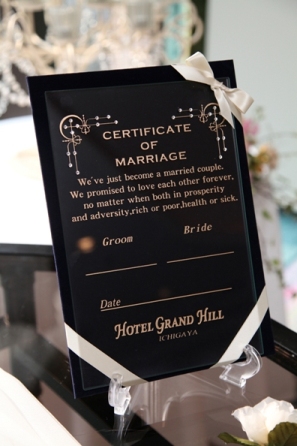 CERTIFICATE
OF
MARRIAGE
We've just become a married couple.
We promised to love each other forever,
no matter when both in prosperity
and adversity,rich or poor,health or sick.
Groom Bride
Date
HOTEL GRAND HILL
ICHIGAYA